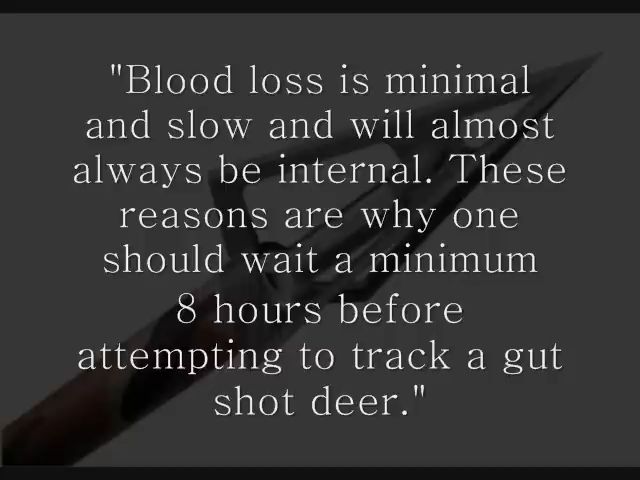 "Blood loss is minimal
and slow and will almost
always be internal. These
reasons are why one
should wait a minimum
8 hours before
attempting to track a gut
shot deer."